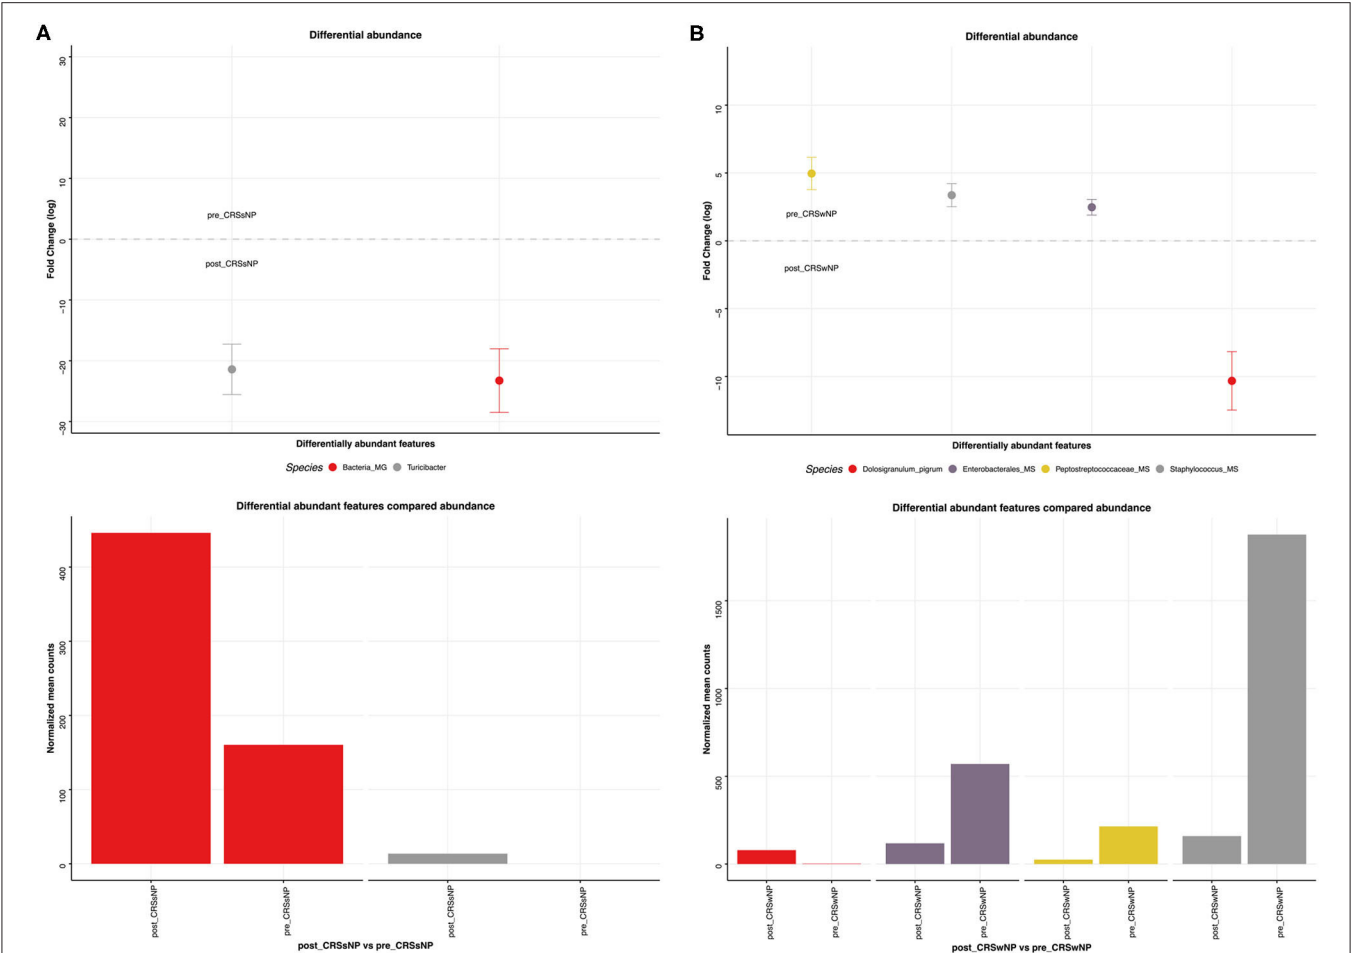 A
Differential abundance
30
20
10
0
−10
−20
−30
Fold Change (log)
pre_CRSsNP
post_CRSsNP
Differentially abundant features
Species Bacteria_MG Turicibacter
Differential abundant features compared abundance
400
300
200
100
0
Normalized mean counts
post_CRSsNP
pre_CRSsNP
post_CRSsNP
pre_CRSsNP
post_CRSsNP vs pre_CRSsNP
B
Differential abundance
10
5
0
−5
−10
Fold Change (log)
pre_CRSwNP
post_CRSwNP
Differentially abundant features
Species Dolosigranulum_pigrum Enterobacterales_MS Peptostreptococcaceae_MS Staphylococcus_MS
Differential abundant features compared abundance
1500
1000
500
0
Normalized mean counts
post_CRSwNP
pre_CRSwNP
post_CRSwNP
pre_CRSwNP
post_CRSwNP
pre_CRSwNP
post_CRSwNP
pre_CRSwNP
post_CRSwNP vs pre_CRSwNP